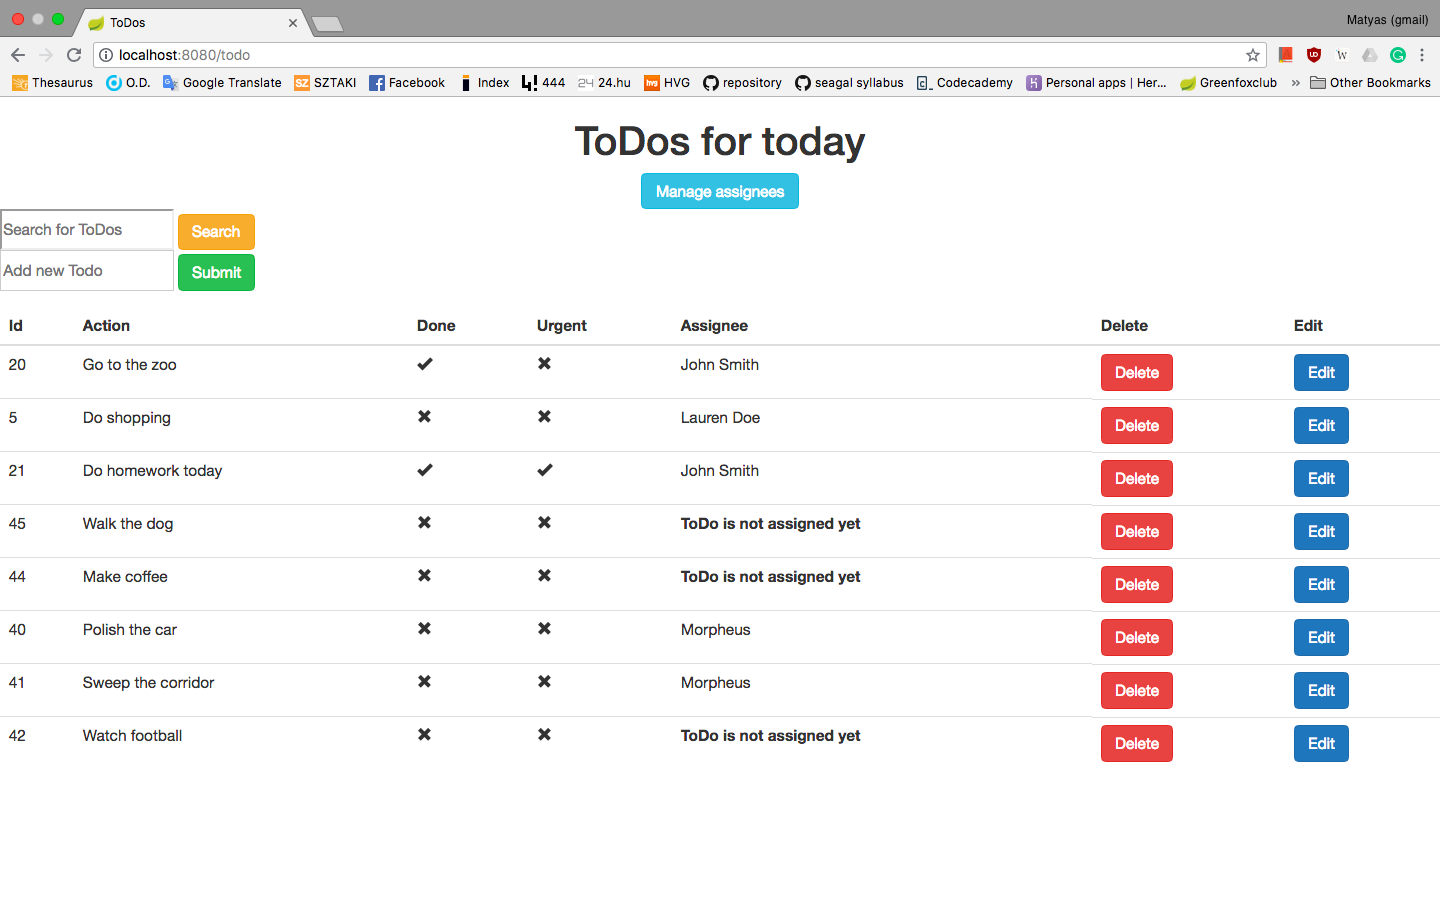 ToDos
Matyas (gmail)
localhost:8080/todo
Thesaurus O.D. Google Translate SZTAKI Facebook Index 444 24.hu HVG repository seagal syllabus Codecademy Personal apps | Her... Greenfoxclub » Other Bookmarks
ToDos for today
Manage assignees
Search for ToDos Search
Add new Todo Submit
Id Action Done Urgent Assignee Delete Edit
20 Go to the zoo ✔ ✖ John Smith Delete Edit
5 Do shopping ✖ ✖ Lauren Doe Delete Edit
21 Do homework today ✔ ✔ John Smith Delete Edit
45 Walk the dog ✖ ✖ ToDo is not assigned yet Delete Edit
44 Make coffee ✖ ✖ ToDo is not assigned yet Delete Edit
40 Polish the car ✖ ✖ Morpheus Delete Edit
41 Sweep the corridor ✖ ✖ Morpheus Delete Edit
42 Watch football ✖ ✖ ToDo is not assigned yet Delete Edit